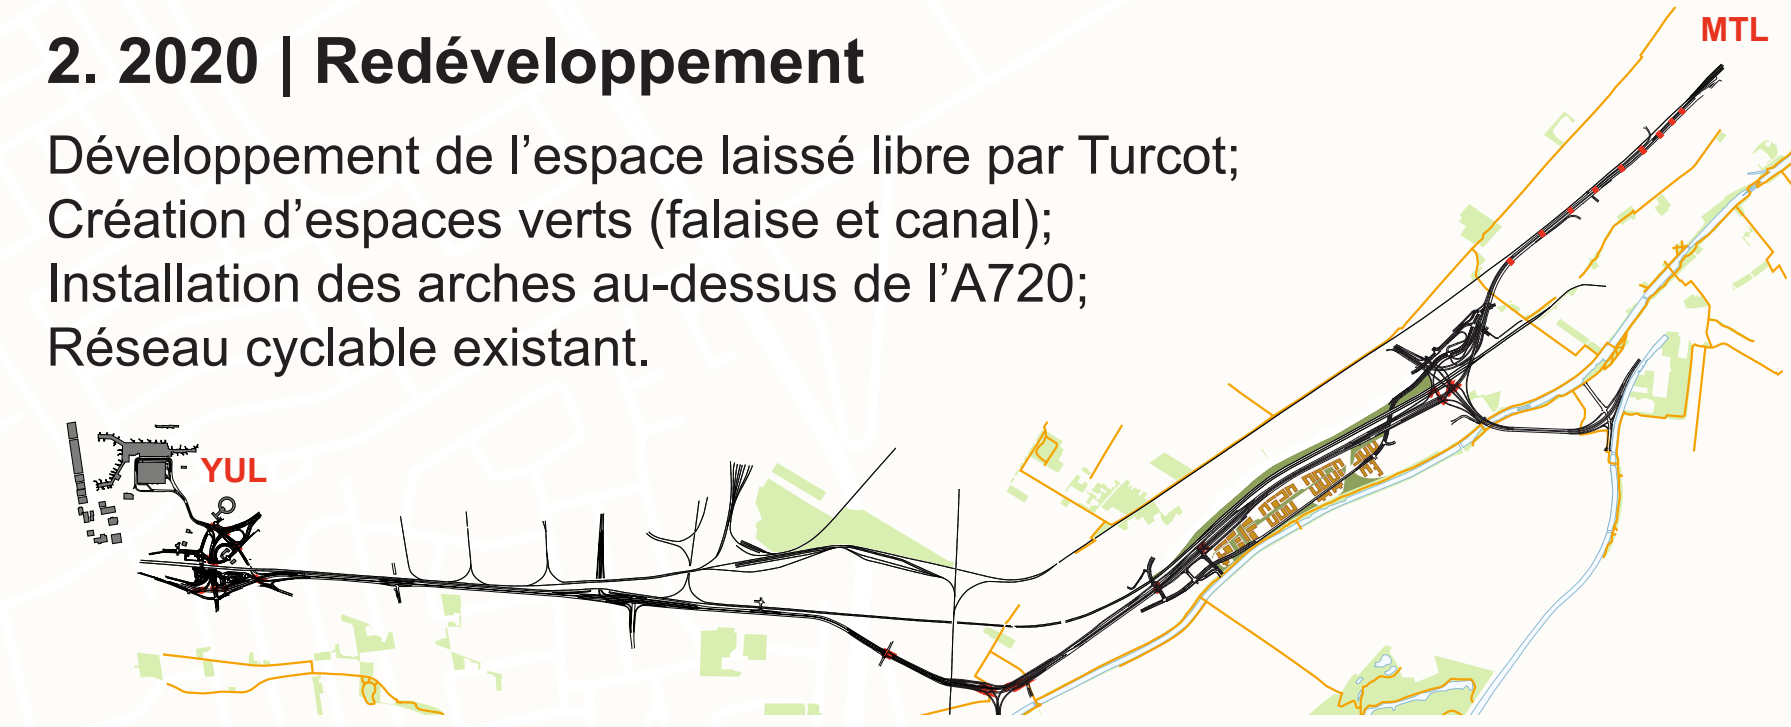 2. 2020 | Redéveloppement
Développement de l’espace laissé libre par Turcot;
Création d’espaces verts (falaise et canal);
Installation des arches au-dessus de l’A720;
Réseau cyclable existant.
MTL
YUL